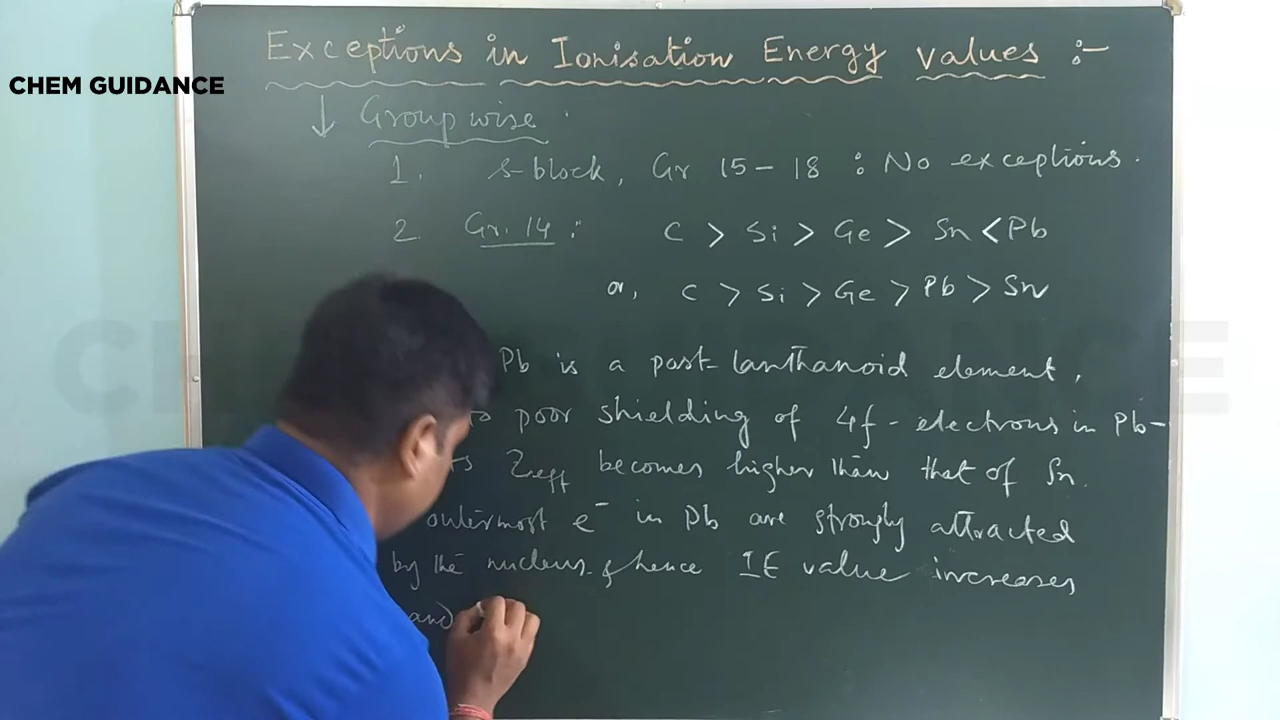 Exceptions in Ionisation Energy values :-
CHEM GUIDANCE
↓ Groupwise
1. s-block, Gr 15-18 : No exceptions.
2. Gr. 14 : C > Si > Ge > Sn < Pb
or, C > Si > Ge > Pb > Sn
Pb is a post-lanthanoid element,
to poor shielding of 4f-electrons in Pb-
Zeff becomes higher than that of Sn.
outermost e⁻ in Pb are strongly attracted
by the nucleus & hence IE value increases
and